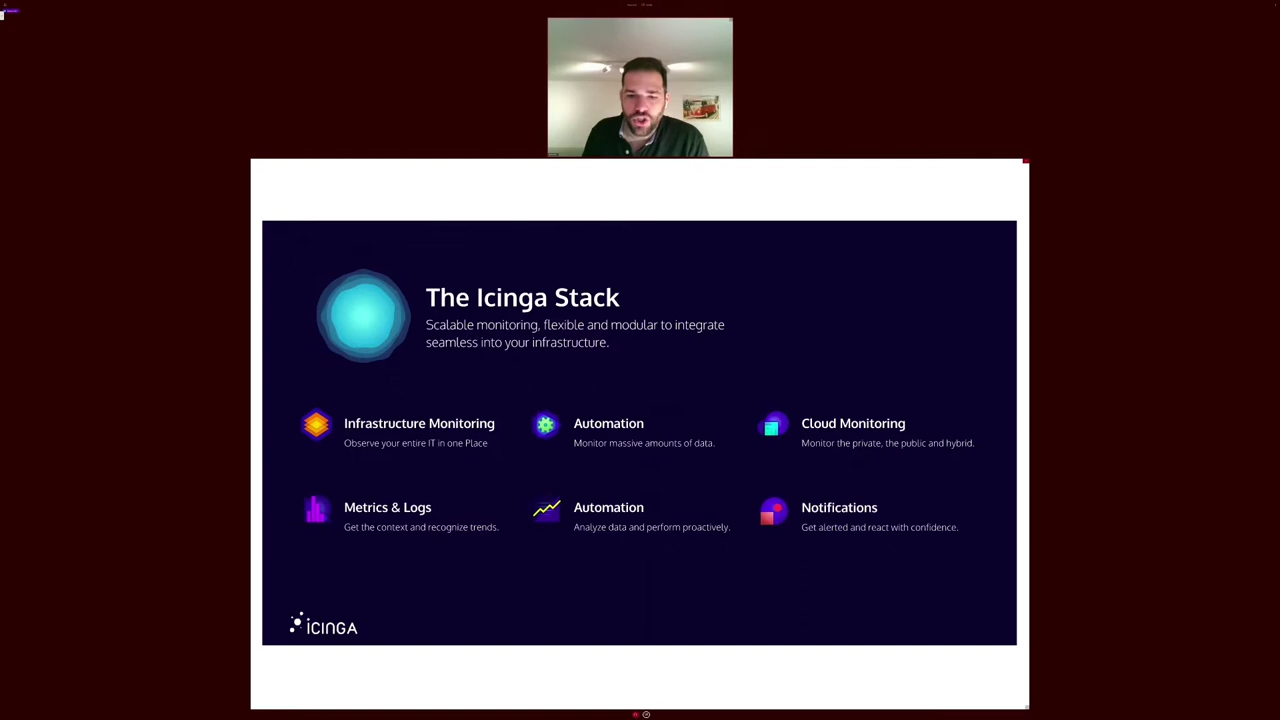 The Icinga Stack
Scalable monitoring, flexible and modular to integrate
seamless into your infrastructure.
Infrastructure Monitoring
Observe your entire IT in one Place
Automation
Monitor massive amounts of data.
Cloud Monitoring
Monitor the private, the public and hybrid.
Metrics & Logs
Get the context and recognize trends.
Automation
Analyze data and perform proactively.
Notifications
Get alerted and react with confidence.
ICINGA